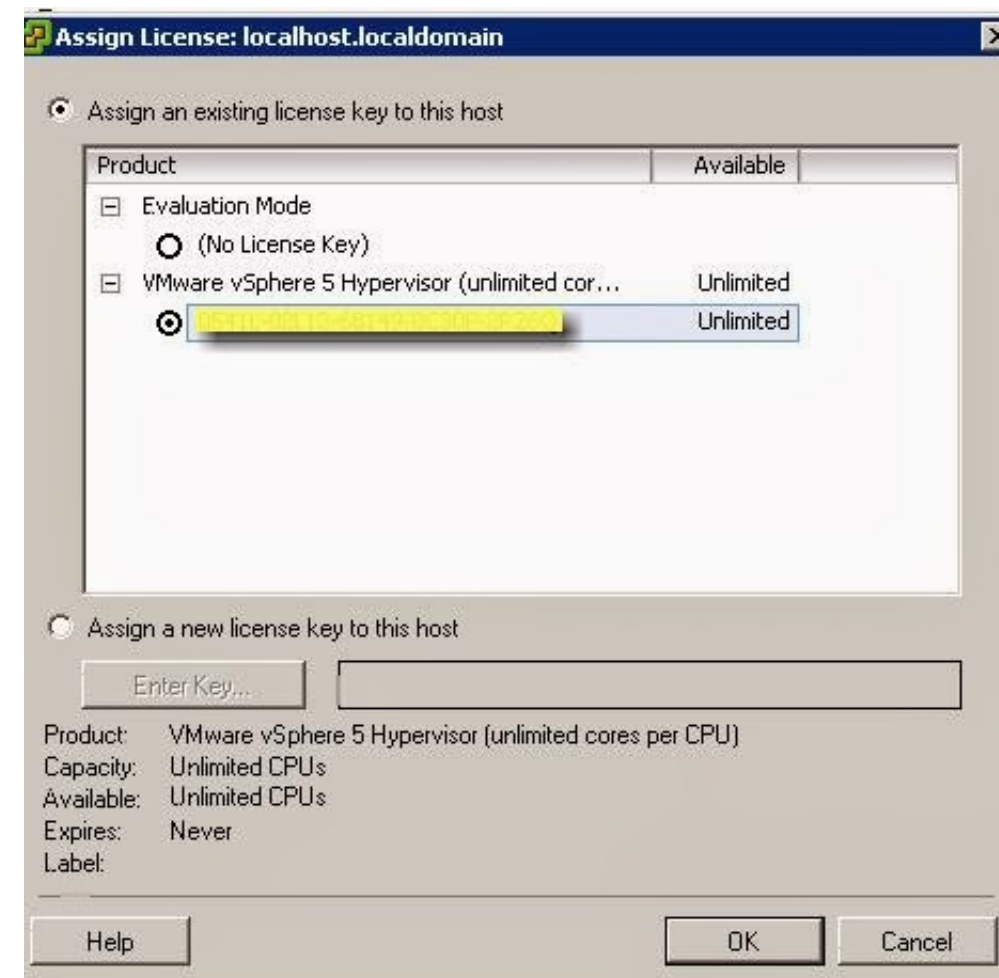 Assign License: localhost.localdomain
Assign an existing license key to this host
Product Available
Evaluation Mode
(No License Key)
VMware vSphere 5 Hypervisor (unlimited cor... Unlimited
Unlimited
Assign a new license key to this host
Enter Key...
Product: VMware vSphere 5 Hypervisor (unlimited cores per CPU)
Capacity: Unlimited CPUs
Available: Unlimited CPUs
Expires: Never
Label:
Help OK Cancel